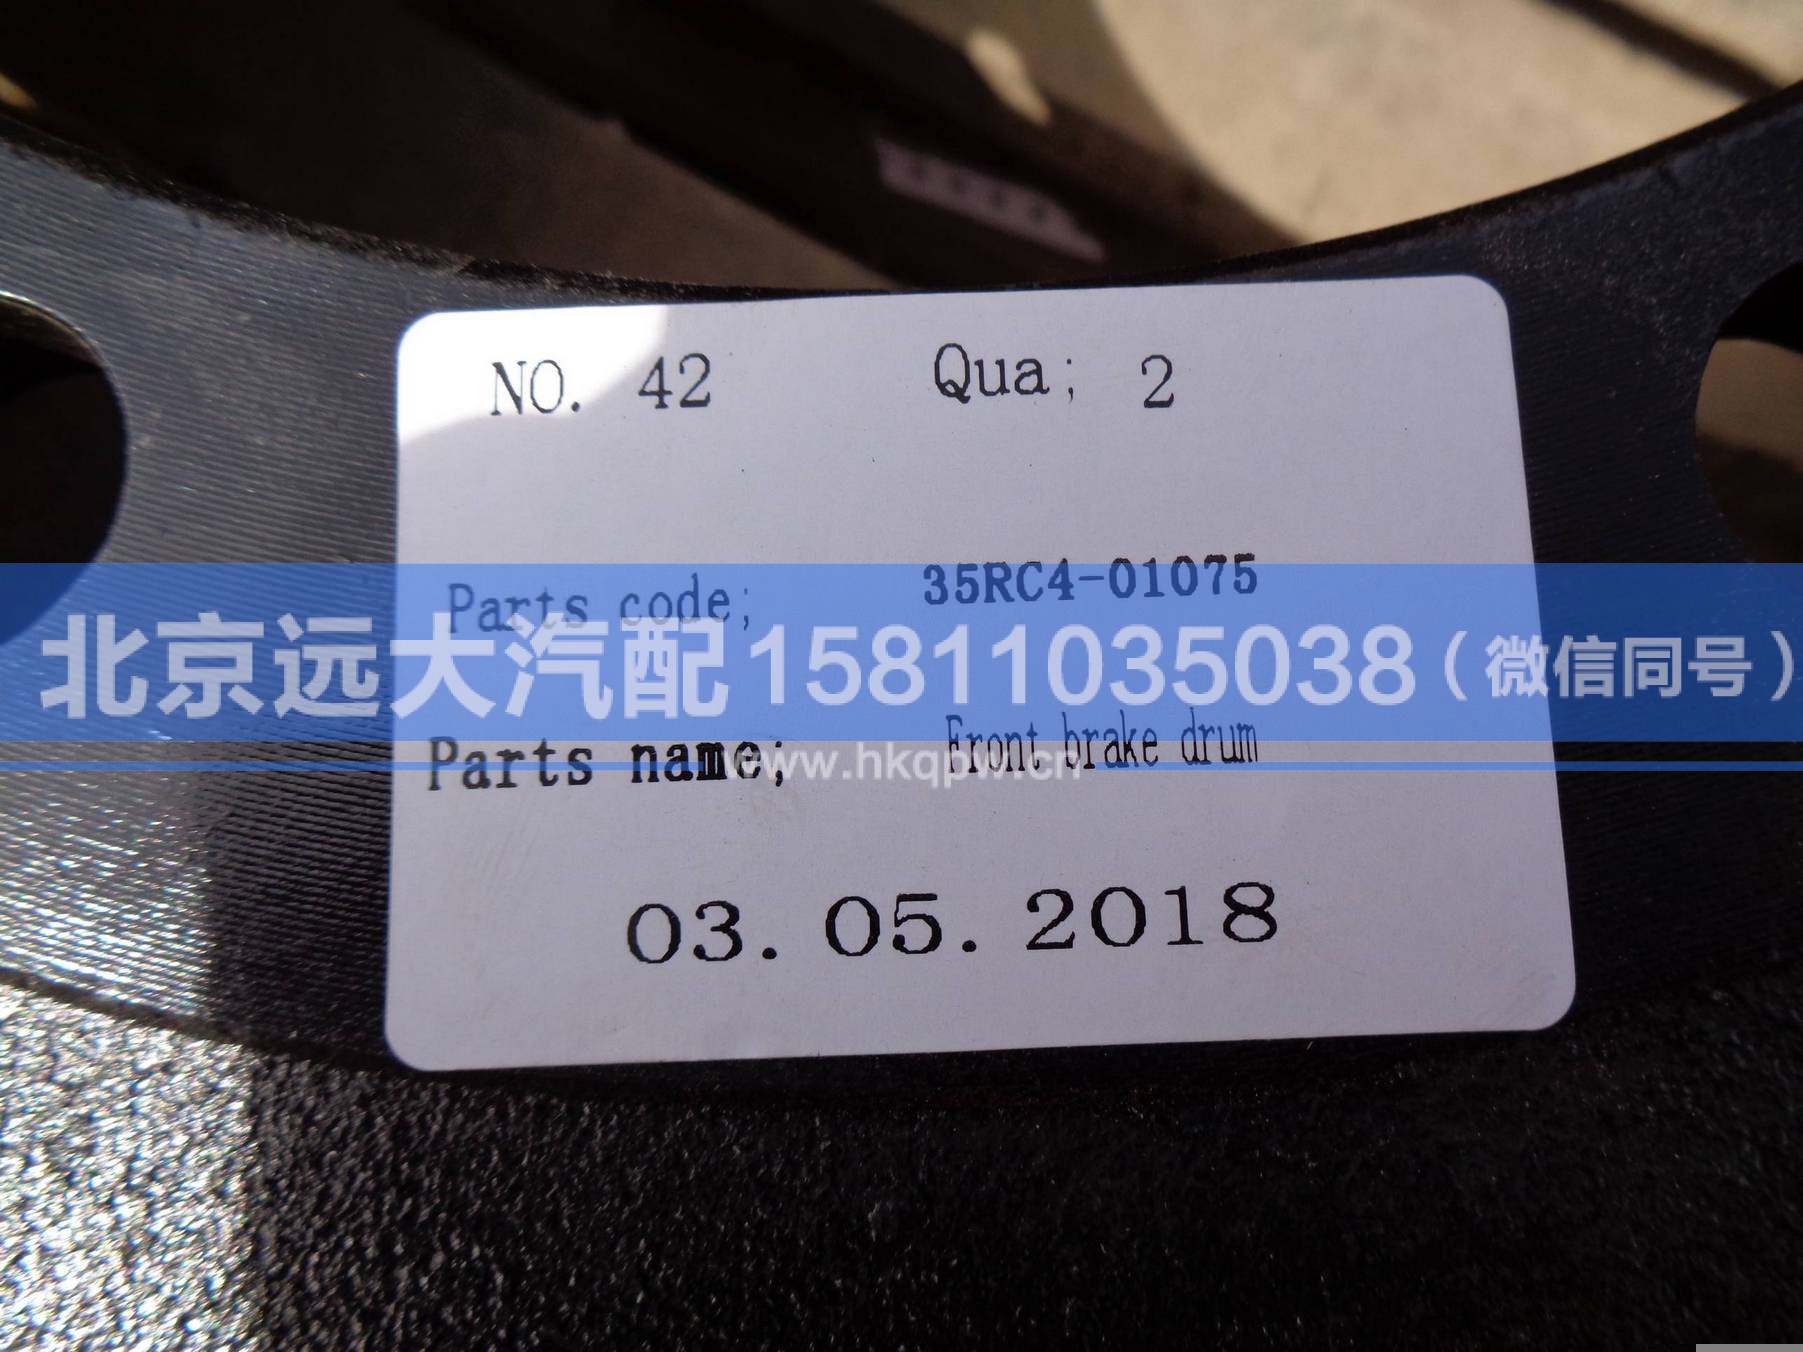 NO. 42 Qua; 2
Parts code; 35RC4-01075
北京远大汽配15811035038（微信同号）
Parts name; Front brake drum
www.hkqpw.cn
03. 05. 2018